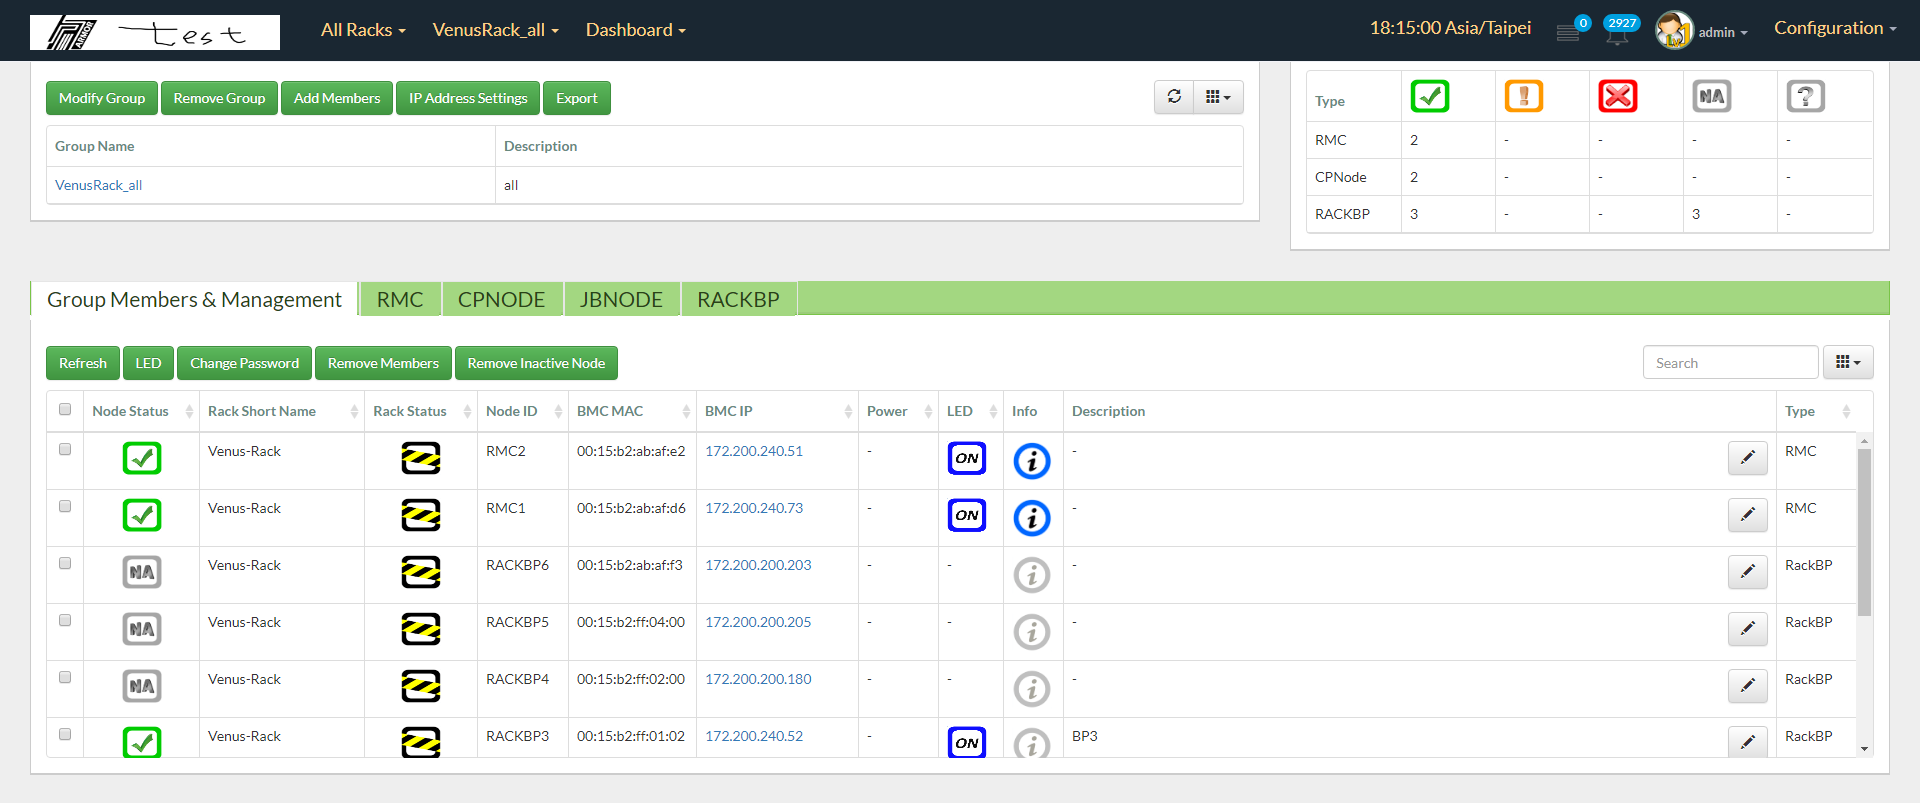 ARMOR test All Racks VenusRack_all Dashboard 18:15:00 Asia/Taipei 0 2927 admin Configuration
Modify Group Remove Group Add Members IP Address Settings Export
Group Name Description
VenusRack_all all
Type ! NA ?
RMC 2 - - - -
CPNode 2 - - - -
RACKBP 3 - - 3 -
Group Members & Management RMC CPNODE JBNODE RACKBP
Refresh LED Change Password Remove Members Remove Inactive Node Search
Node Status Rack Short Name Rack Status Node ID BMC MAC BMC IP Power LED Info Description Type
Venus-Rack RMC2 00:15:b2:ab:af:e2 172.200.240.51 - ON i - RMC
Venus-Rack RMC1 00:15:b2:ab:af:d6 172.200.240.73 - ON i - RMC
NA Venus-Rack RACKBP6 00:15:b2:ab:af:f3 172.200.200.203 - - i - RackBP
NA Venus-Rack RACKBP5 00:15:b2:ff:04:00 172.200.200.205 - - i - RackBP
NA Venus-Rack RACKBP4 00:15:b2:ff:02:00 172.200.200.180 - - i - RackBP
Venus-Rack RACKBP3 00:15:b2:ff:01:02 172.200.240.52 - ON i BP3 RackBP